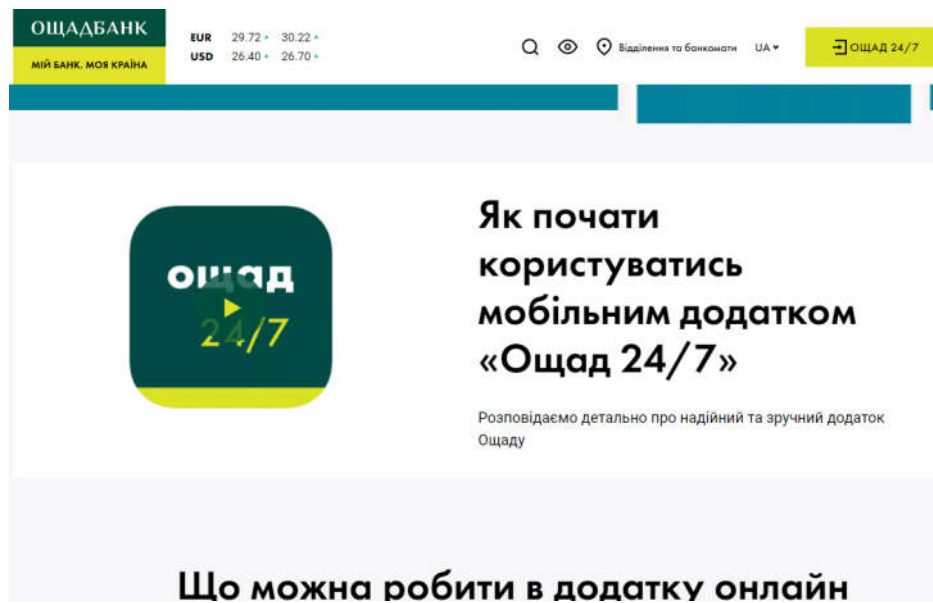 ОЩАДБАНК
МІЙ БАНК. МОЯ КРАЇНА
EUR 29.72 30.22
USD 26.40 26.70
Відділення та банкомати
UA
ОЩАД 24/7
ощад
24/7
Як почати
користуватись
мобільним додатком
«Ощад 24/7»
Розповідаємо детально про надійний та зручний додаток
Ощаду
Що можна робити в додатку онлайн